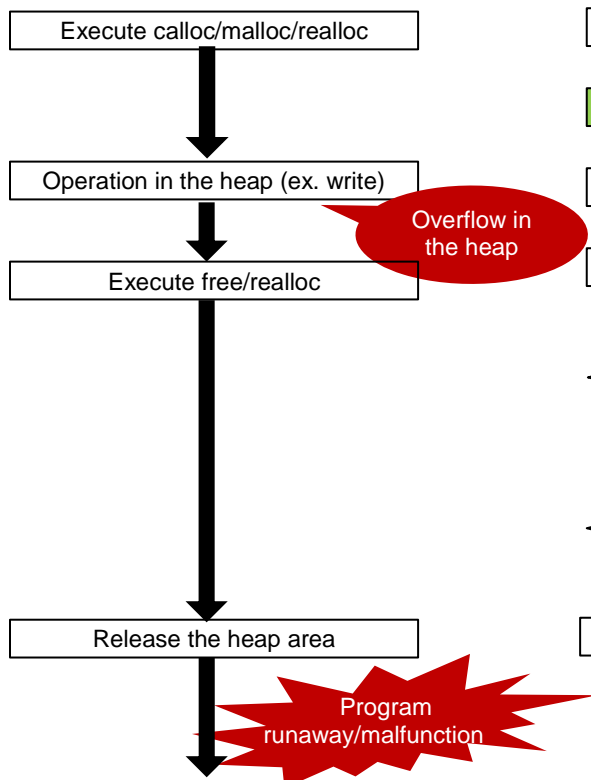 Execute calloc/malloc/realloc
Operation in the heap (ex. write)
Overflow in
the heap
Execute free/realloc
Release the heap area
Program
runaway/malfunction